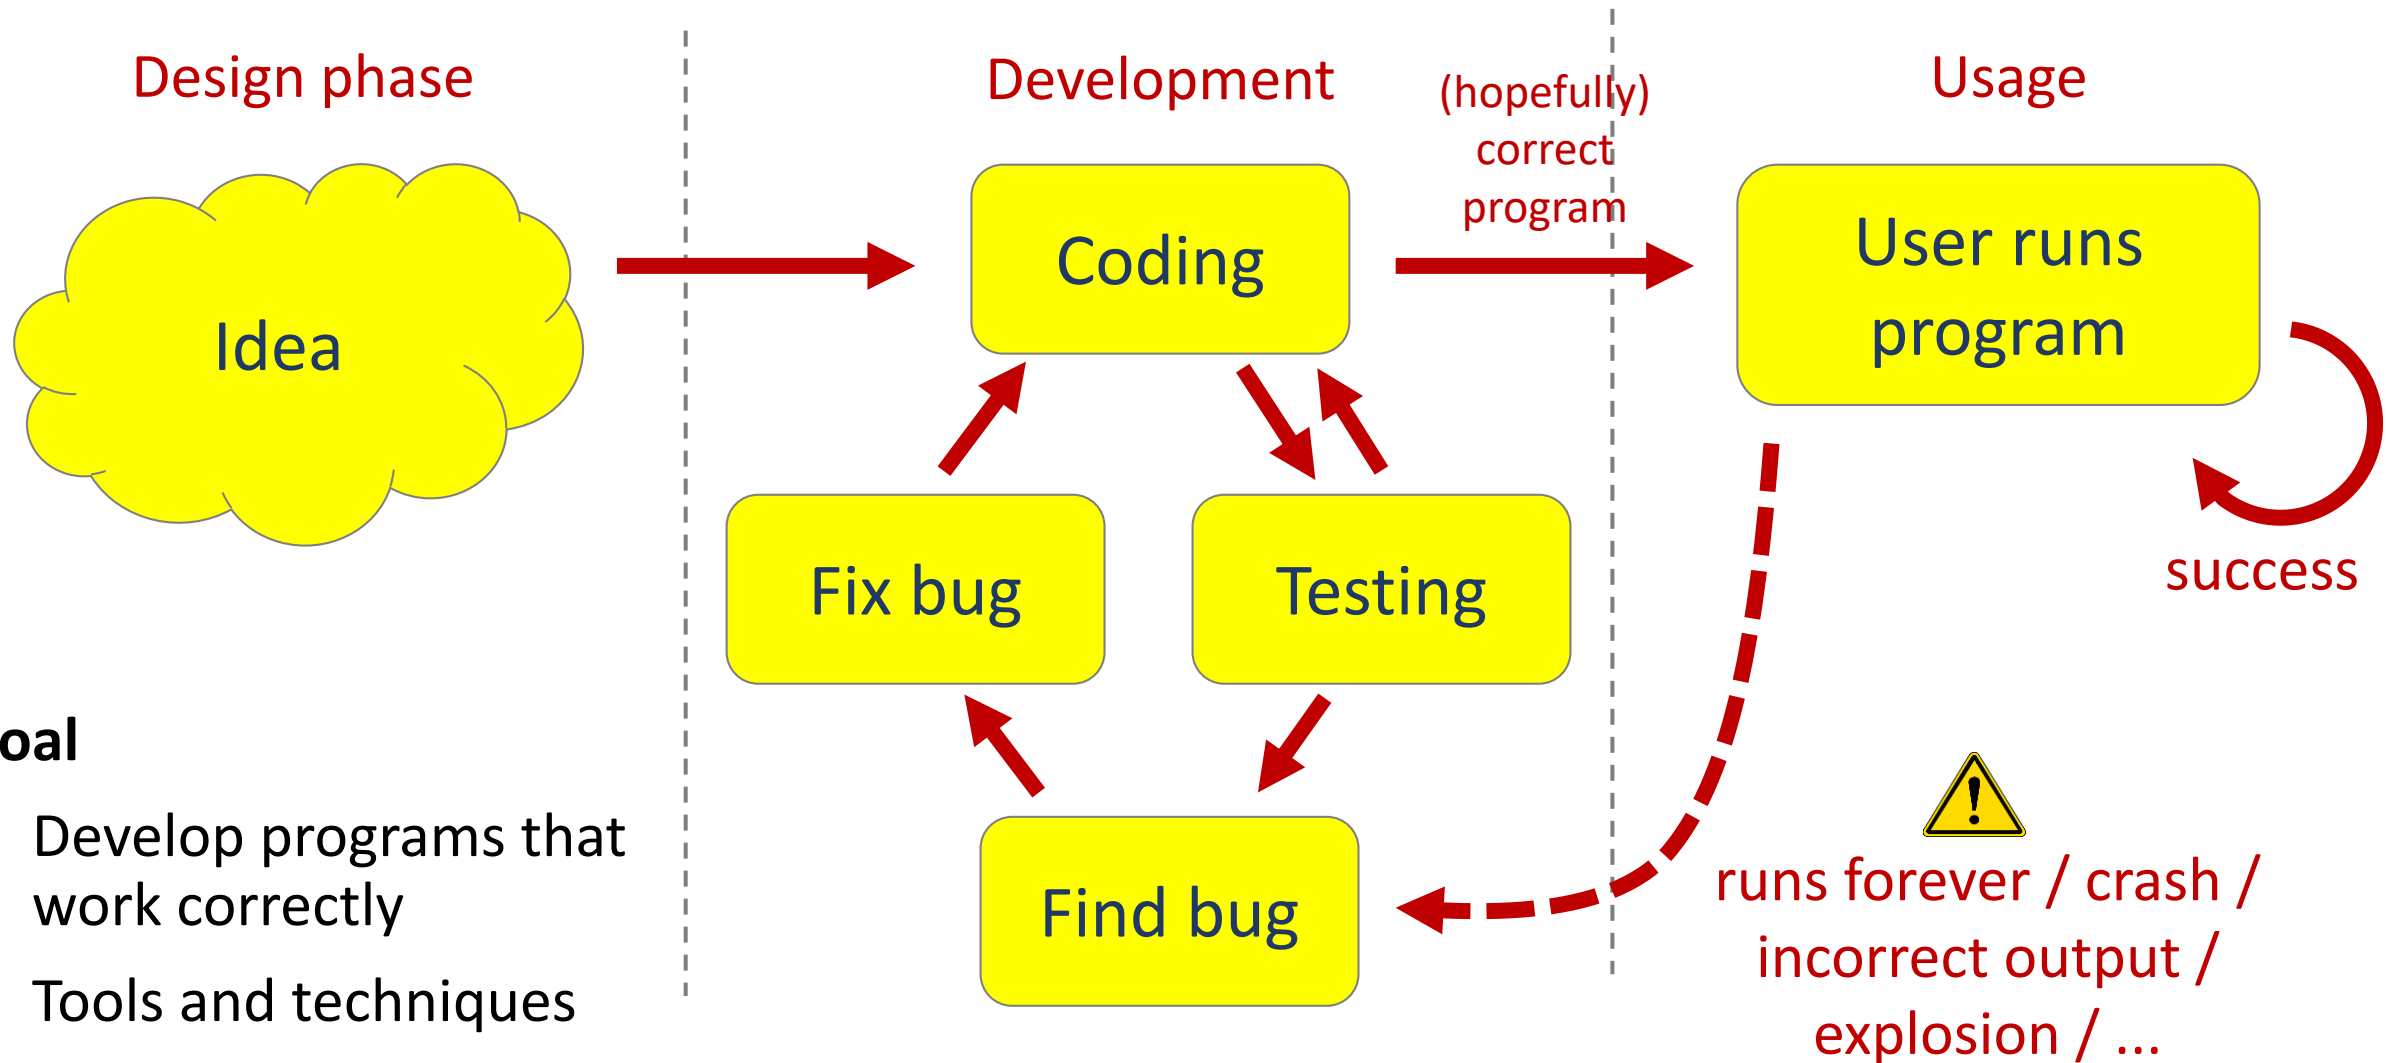 Design phase
Idea
oal
Develop programs that
work correctly
Tools and techniques
Development
Coding
Fix bug
Testing
Find bug
(hopefully)
correct
program
Usage
User runs
program
success
runs forever / crash /
incorrect output /
explosion / ...